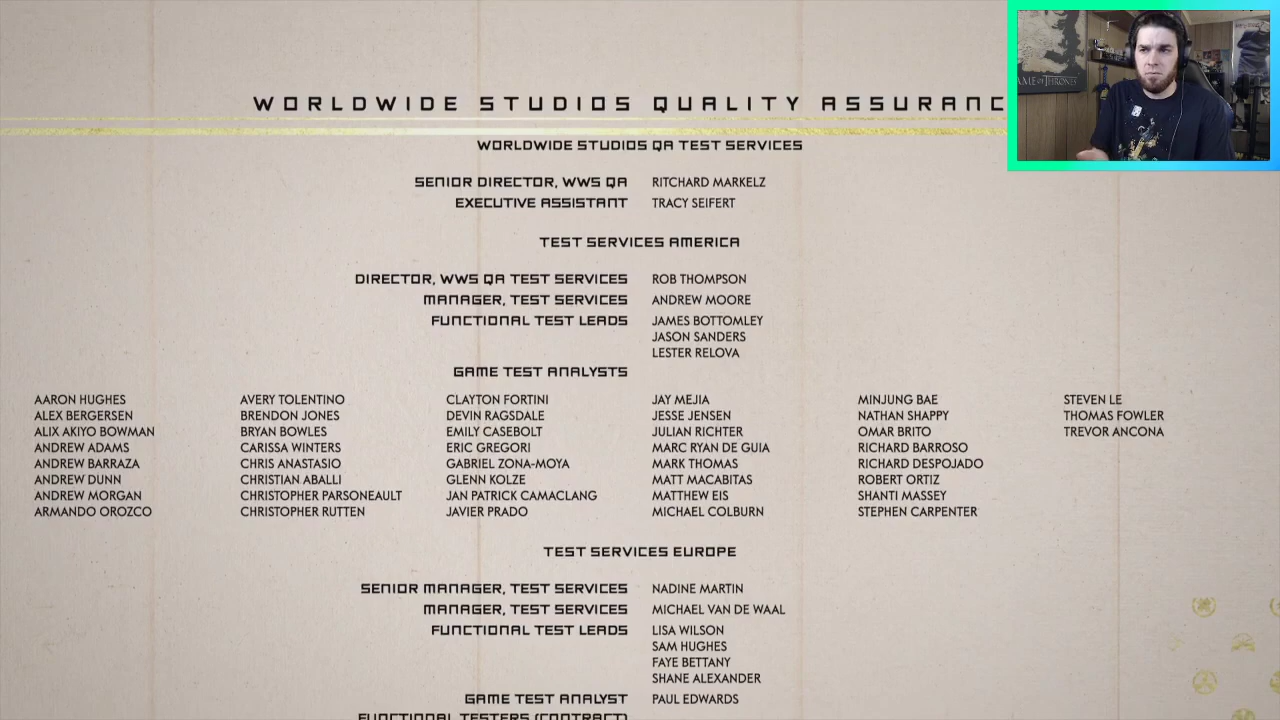 WORLDWIDE STUDIOS QUALITY ASSURANC
WORLDWIDE STUDIOS QA TEST SERVICES
SENIOR DIRECTOR, WWS QA RITCHARD MARKELZ
EXECUTIVE ASSISTANT TRACY SEIFERT
TEST SERVICES AMERICA
DIRECTOR, WWS QA TEST SERVICES ROB THOMPSON
MANAGER, TEST SERVICES ANDREW MOORE
FUNCTIONAL TEST LEADS JAMES BOTTOMLEY
JASON SANDERS
LESTER RELOVA
GAME TEST ANALYSTS
AARON HUGHES AVERY TOLENTINO CLAYTON FORTINI JAY MEJIA MINJUNG BAE STEVEN LE
ALEX BERGERSEN BRENDON JONES DEVIN RAGSDALE JESSE JENSEN NATHAN SHAPPY THOMAS FOWLER
ALIX AKIYO BOWMAN BRYAN BOWLES EMILY CASEBOLT JULIAN RICHTER OMAR BRITO TREVOR ANCONA
ANDREW ADAMS CARISSA WINTERS ERIC GREGORI MARC RYAN DE GUIA RICHARD BARROSO
ANDREW BARRAZA CHRIS ANASTASIO GABRIEL ZONA-MOYA MARK THOMAS RICHARD DESPOJADO
ANDREW DUNN CHRISTIAN ABALLI GLENN KOLZE MATT MACABITAS ROBERT ORTIZ
ANDREW MORGAN CHRISTOPHER PARSONEAULT JAN PATRICK CAMACLANG MATTHEW EIS SHANTI MASSEY
ARMANDO OROZCO CHRISTOPHER RUTTEN JAVIER PRADO MICHAEL COLBURN STEPHEN CARPENTER
TEST SERVICES EUROPE
SENIOR MANAGER, TEST SERVICES NADINE MARTIN
MANAGER, TEST SERVICES MICHAEL VAN DE WAAL
FUNCTIONAL TEST LEADS LISA WILSON
SAM HUGHES
FAYE BETTANY
SHANE ALEXANDER
GAME TEST ANALYST PAUL EDWARDS
FUNCTIONAL TESTERS (CONTRACT)
AME OF THRONES